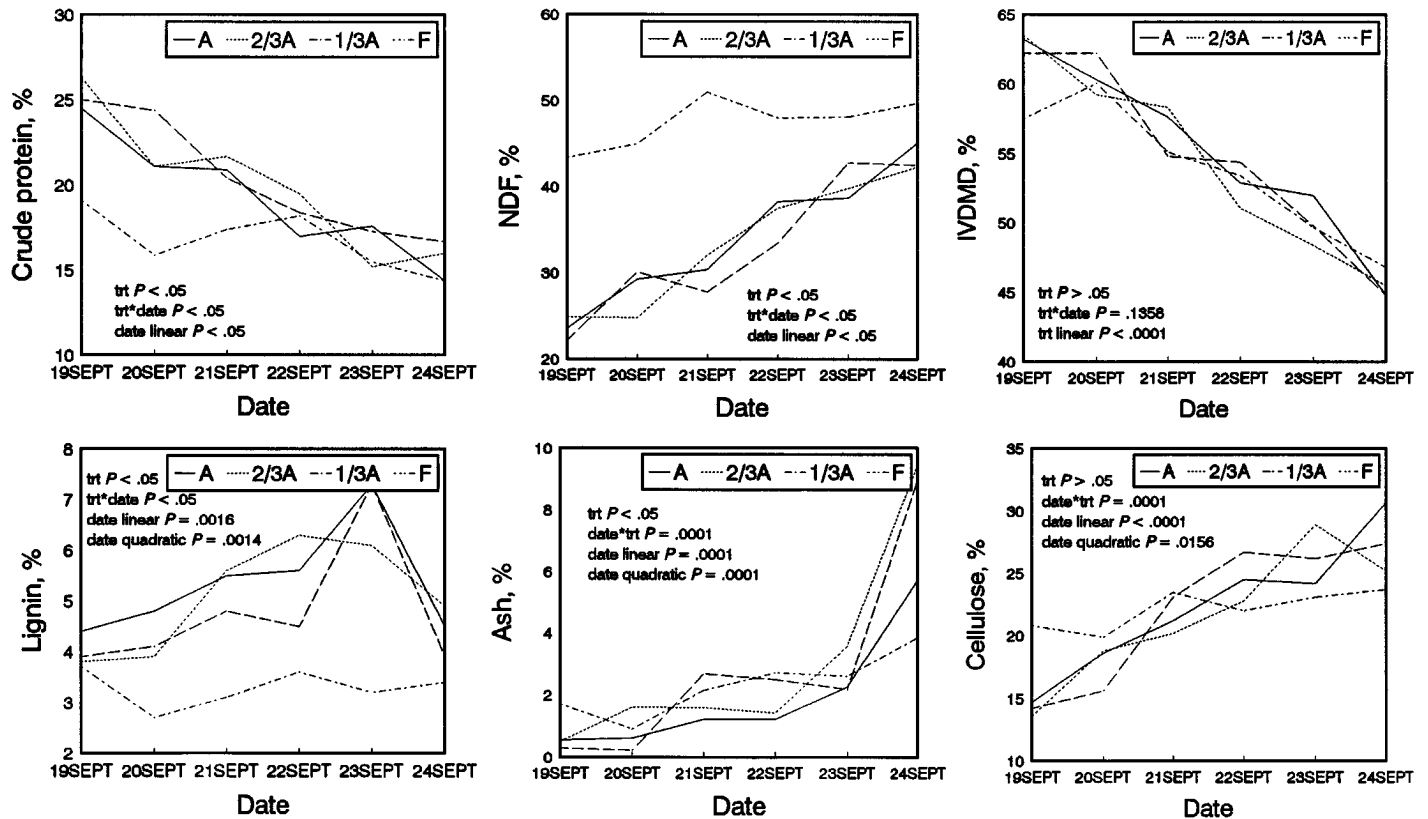 Crude protein, %
30
25
20
15
10
A 2/3A 1/3A F
trt P < .05
trt*date P < .05
date linear P < .05
19SEPT 20SEPT 21SEPT 22SEPT 23SEPT 24SEPT
Date
NDF, %
60
50
40
30
20
A 2/3A 1/3A F
trt P < .05
trt*date P < .05
date linear P < .05
19SEPT 20SEPT 21SEPT 22SEPT 23SEPT 24SEPT
Date
IVDMD, %
65
60
55
50
45
40
A 2/3A 1/3A F
trt P > .05
trt*date P = .1358
trt linear P < .0001
19SEPT 20SEPT 21SEPT 22SEPT 23SEPT 24SEPT
Date
Lignin, %
8
7
6
5
4
3
2
A 2/3A 1/3A F
trt P < .05
trt*date P < .05
date linear P = .0016
date quadratic P = .0014
19SEPT 20SEPT 21SEPT 22SEPT 23SEPT 24SEPT
Date
Ash, %
10
8
6
4
2
0
A 2/3A 1/3A F
trt P < .05
date*trt P = .0001
date linear P = .0001
date quadratic P = .0001
19SEPT 20SEPT 21SEPT 22SEPT 23SEPT 24SEPT
Date
Cellulose, %
35
30
25
20
15
10
A 2/3A 1/3A F
trt P > .05
date*trt P = .0001
date linear P < .0001
date quadratic P = .0156
19SEPT 20SEPT 21SEPT 22SEPT 23SEPT 24SEPT
Date